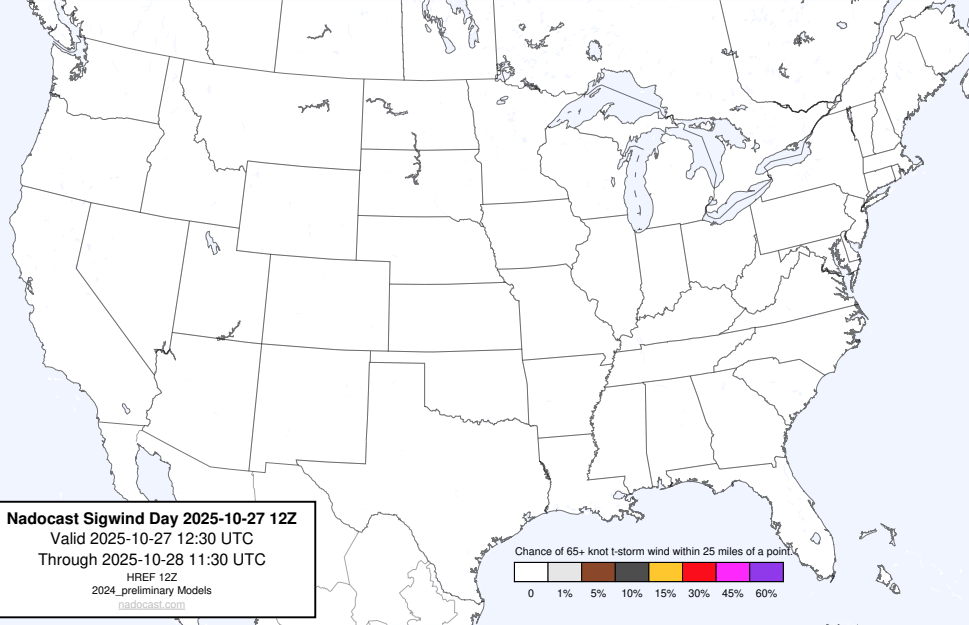 Nadocast Sigwind Day 2025-10-27 12Z
Valid 2025-10-27 12:30 UTC
Through 2025-10-28 11:30 UTC
HREF 12Z
2024_preliminary Models
nadocast.com
Chance of 65+ knot t-storm wind within 25 miles of a point.
0 1% 5% 10% 15% 30% 45% 60%